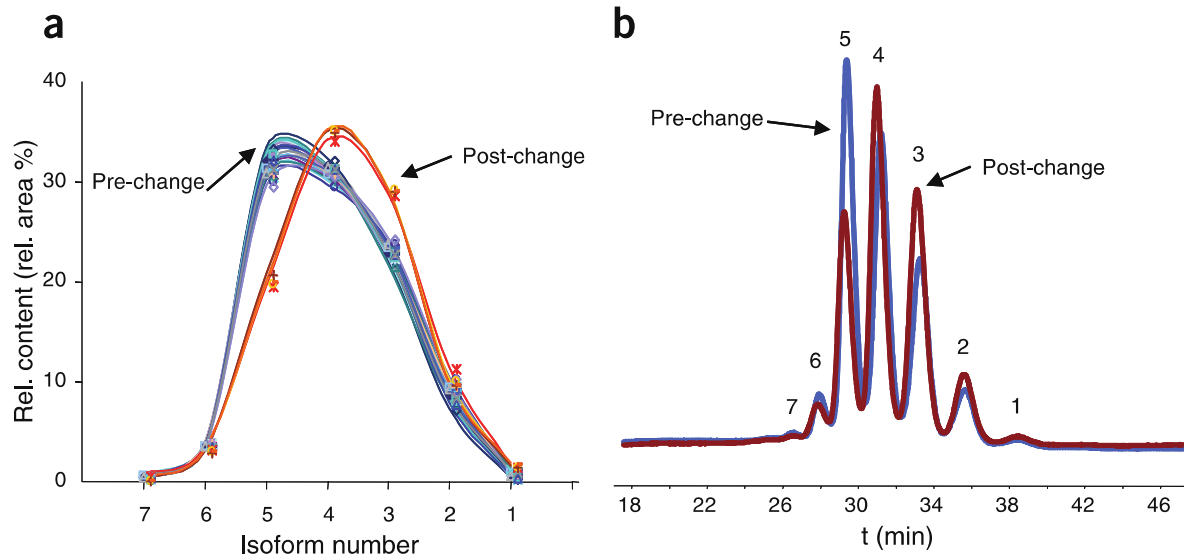 a
40
30
20
10
0
Rel. content (rel. area %)
Pre-change
Post-change
7 6 5 4 3 2 1
Isoform number
b
5
4
Pre-change
3
Post-change
6
2
7
1
18 22 26 30 34 38 42 46
t (min)